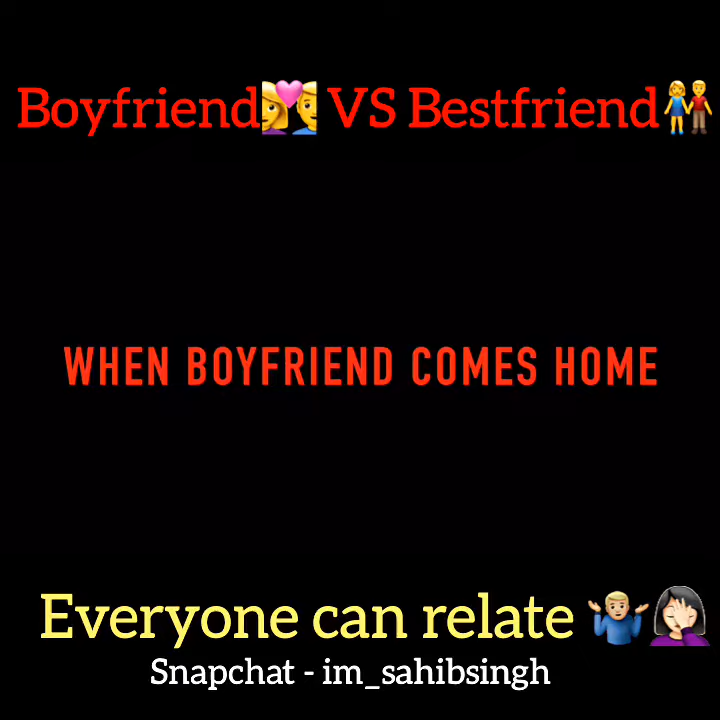 Boyfriend💑 VS Bestfriend👫
WHEN BOYFRIEND COMES HOME
Everyone can relate 🤷🏼‍♂️🤦🏻‍♀️
Snapchat - im_sahibsingh